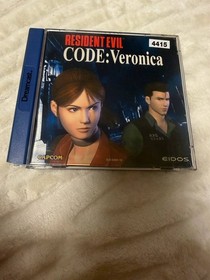 RESIDENT EVIL
4415
CODE:Veronica
Dreamcast
CAPCOM
EIDOS